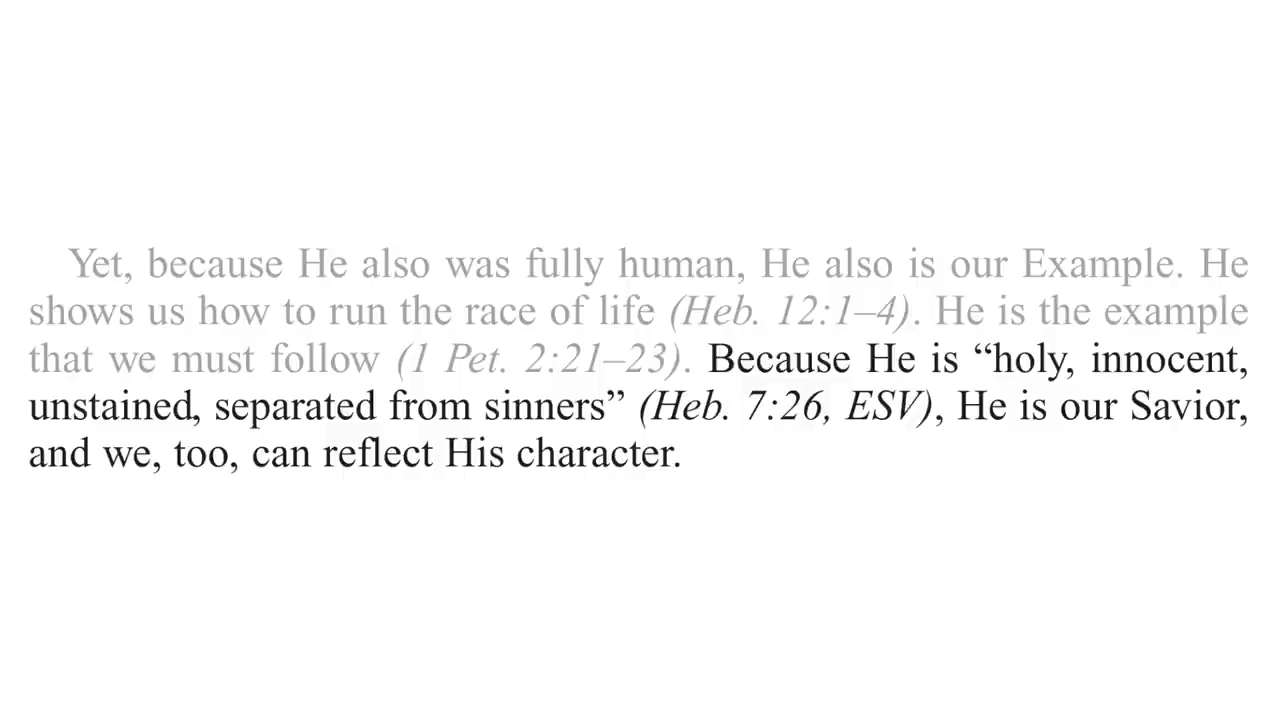 Yet, because He also was fully human, He also is our Example. He
shows us how to run the race of life (Heb. 12:1–4). He is the example
that we must follow (1 Pet. 2:21–23). Because He is “holy, innocent,
unstained, separated from sinners” (Heb. 7:26, ESV), He is our Savior,
and we, too, can reflect His character.